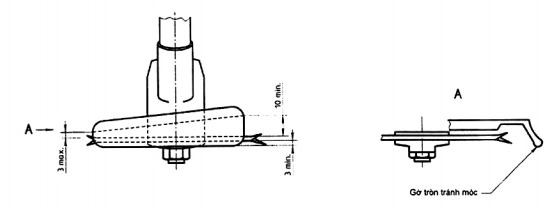 A
3 max.
10 min.
3 min.
A
Gờ tròn tránh móc